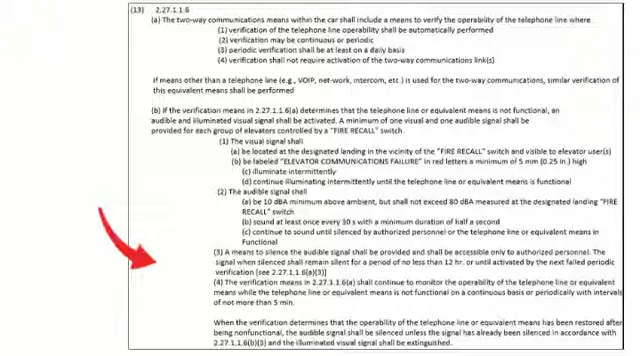 (13) 2.27.1.1.6
(a) The two-way communications means within the car shall include a means to verify the operability of the telephone line where
(1) verification of the telephone line operability shall be automatically performed
(2) verification may be continuous or periodic
(3) periodic verification shall be at least on a daily basis
(4) verification shall not require activation of the two-way communications link(s)
If means other than a telephone line (e.g., VOIP, net-work, intercom, etc.) is used for the two-way communications, similar verification of
this equivalent means shall be performed
(b) If the verification means in 2.27.1.1.6(a) determines that the telephone line or equivalent means is not functional, an
audible and illuminated visual signal shall be activated. A minimum of one visual and one audible signal shall be
provided for each group of elevators controlled by a "FIRE RECALL" switch.
(1) The visual signal shall
(a) be located at the designated landing in the vicinity of the "FIRE RECALL" switch and visible to elevator user(s)
(b) be labeled "ELEVATOR COMMUNICATIONS FAILURE" in red letters a minimum of 5 mm (0.25 in.) high
(c) illuminate intermittently
(d) continue illuminating intermittently until the telephone line or equivalent means is functional
(2) The audible signal shall
(a) be 10 dBA minimum above ambient, but shall not exceed 80 dBA measured at the designated landing "FIRE
RECALL" switch
(b) sound at least once every 30 s with a minimum duration of half a second
(c) continue to sound until silenced by authorized personnel or the telephone line or equivalent means in
Functional
(3) A means to silence the audible signal shall be provided and shall be accessible only to authorized personnel. The
signal when silenced shall remain silent for a period of no less than 12 hr. or until activated by the next failed periodic
verification [see 2.27.1.1.6(a)(3)]
(4) The verification means in 2.27.1.1.6(a) shall continue to monitor the operability of the telephone line or equivalent
means while the telephone line or equivalent means is not functional on a continuous basis or periodically with intervals
of not more than 5 min.
When the verification determines that the operability of the telephone line or equivalent means has been restored after
being nonfunctional, the audible signal shall be silenced unless the signal has already been silenced in accordance with
2.27.1.1.6(b)(3) and the illuminated visual signal shall be extinguished.